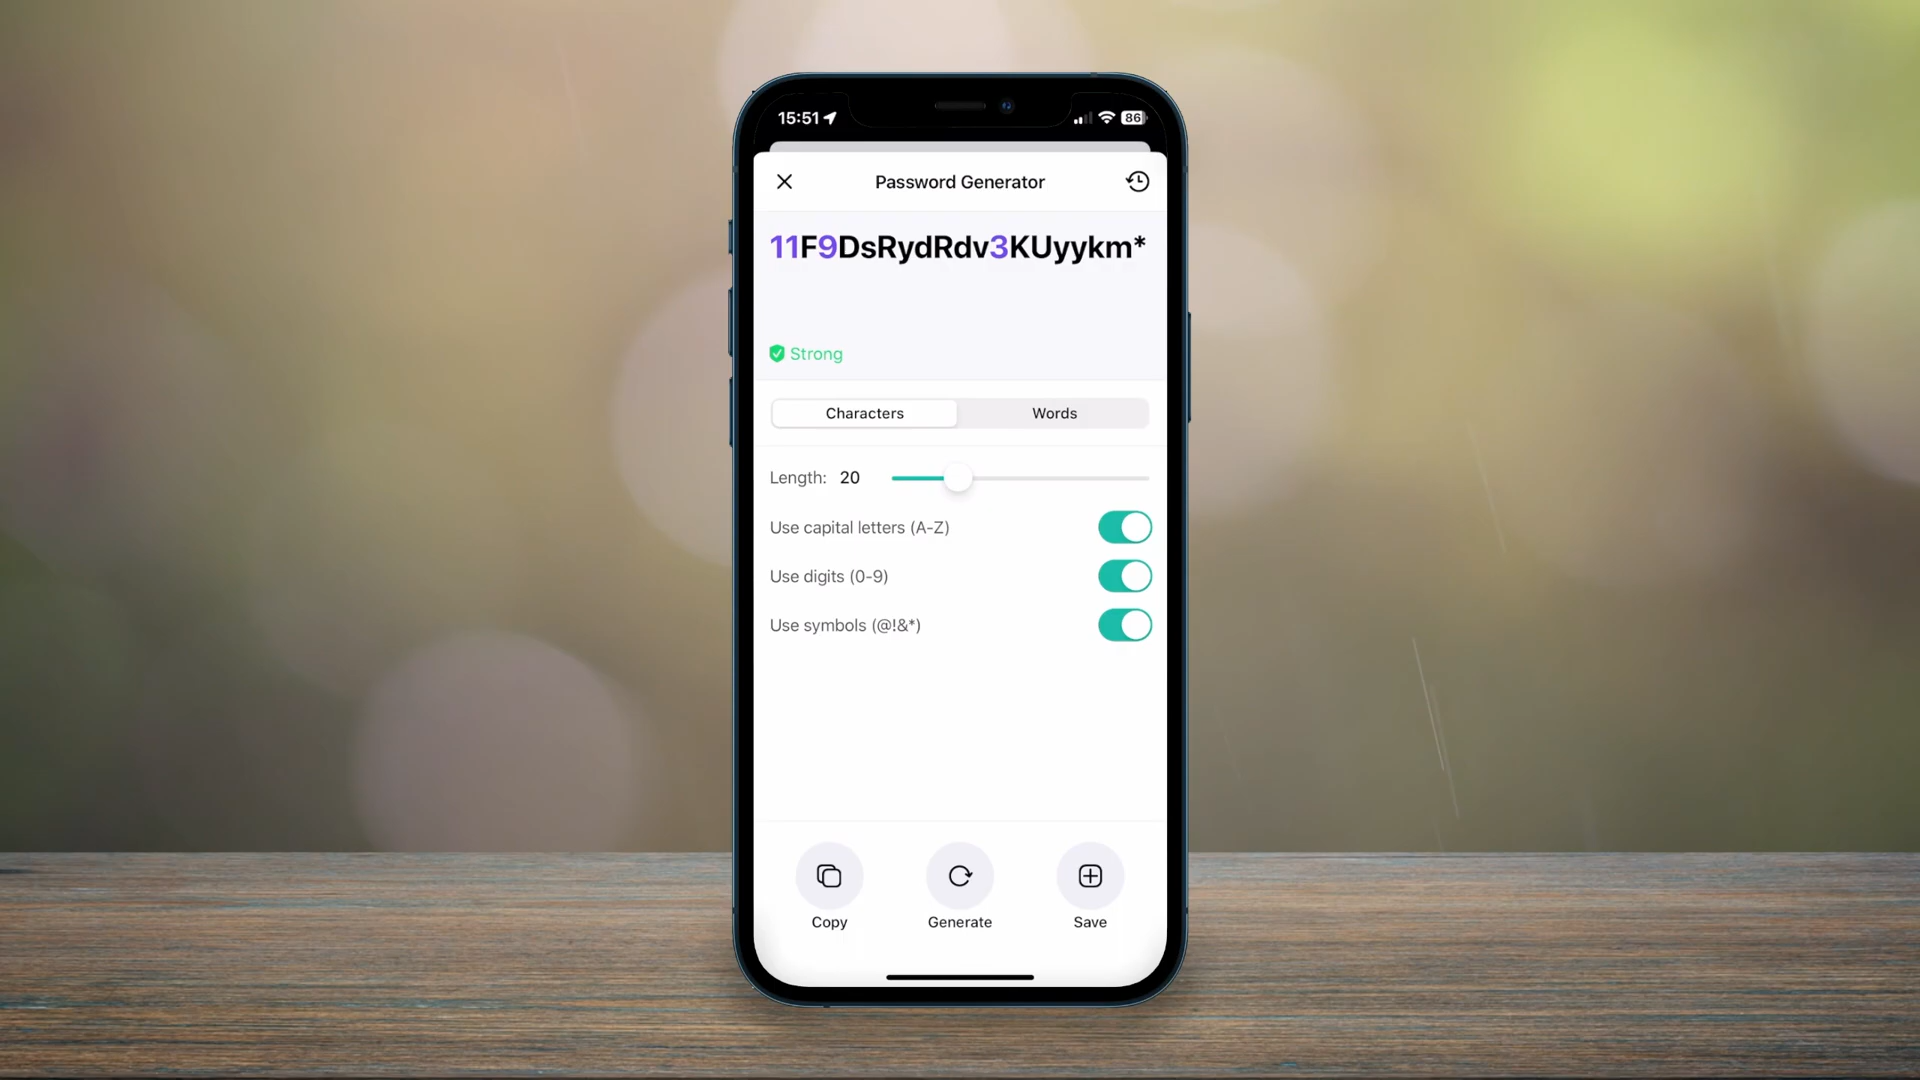 15:51
86
Password Generator
11F9DsRydRdv3KUyykm*
Strong
Characters Words
Length: 20
Use capital letters (A-Z)
Use digits (0-9)
Use symbols (@!&*)
Copy Generate Save